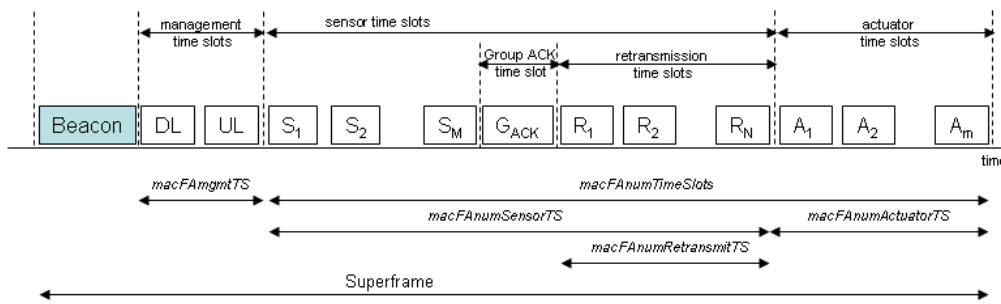 management
time slots
sensor time slots
actuator
time slots
Group ACK
time slot
retransmission
time slots
Beacon
DL
UL
S1
S2
SM
GACK
R1
R2
RN
A1
A2
Am
time
macFAmgmtTS
macFAnumTimeSlots
macFAnumSensorTS
macFAnumActuatorTS
macFAnumRetransmitTS
Superframe